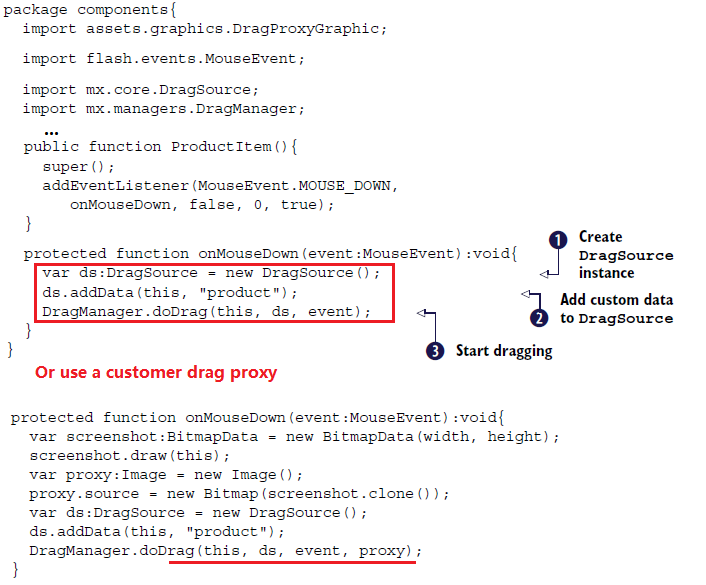 package components{
import assets.graphics.DragProxyGraphic;
import flash.events.MouseEvent;
import mx.core.DragSource;
import mx.managers.DragManager;
...
public function ProductItem(){
super();
addEventListener(MouseEvent.MOUSE_DOWN,
onMouseDown, false, 0, true);
}
protected function onMouseDown(event:MouseEvent):void{
var ds:DragSource = new DragSource();
ds.addData(this, "product");
DragManager.doDrag(this, ds, event);
}
}
1 Create
DragSource
instance
2 Add custom data
to DragSource
3 Start dragging
Or use a customer drag proxy
protected function onMouseDown(event:MouseEvent):void{
var screenshot:BitmapData = new BitmapData(width, height);
screenshot.draw(this);
var proxy:Image = new Image();
proxy.source = new Bitmap(screenshot.clone());
var ds:DragSource = new DragSource();
ds.addData(this, "product");
DragManager.doDrag(this, ds, event, proxy);
}